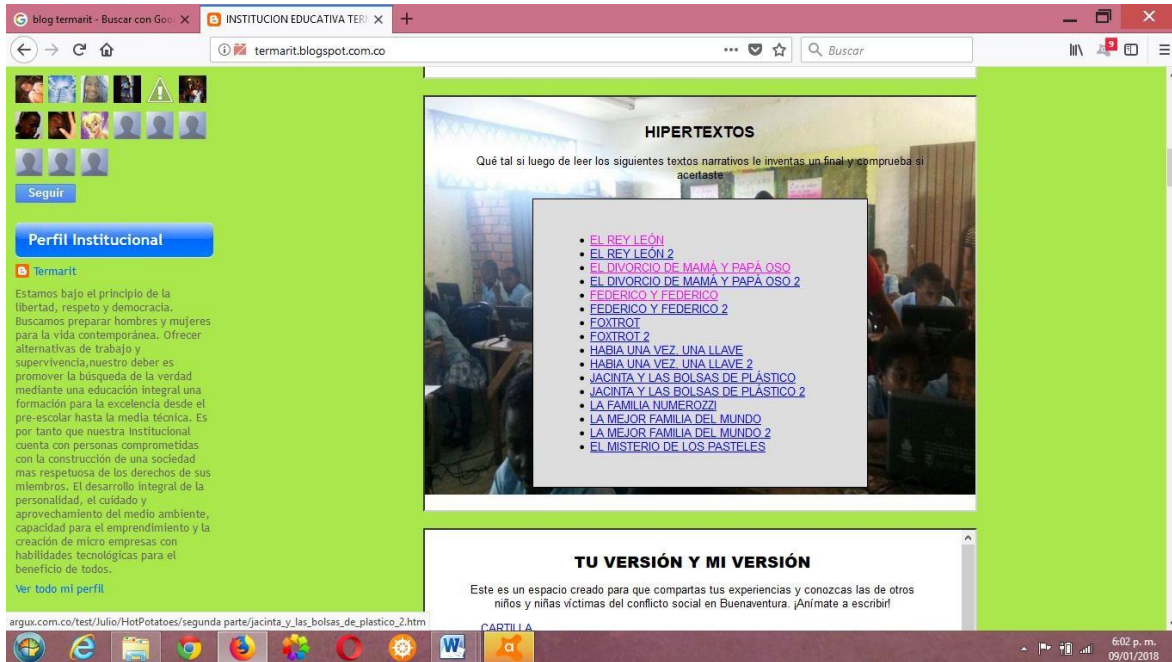 blog termarit - Buscar con Goo
INSTITUCION EDUCATIVA TER
termarit.blogspot.com.co
Buscar
9
Seguir
Perfil Institucional
Termarit
Estamos bajo el principio de la
libertad, respeto y democracia.
Buscamos preparar hombres y mujeres
para la vida contemporánea. Ofrecer
alternativas de trabajo y
supervivencia,nuestro deber es
promover la búsqueda de la verdad
mediante una educación integral una
formación para la excelencia desde el
pre-escolar hasta la media técnica. Es
por tanto que nuestra Institucional
cuenta con personas comprometidas
con la construcción de una sociedad
mas respetuosa de los derechos de sus
miembros. El desarrollo integral de la
personalidad, el cuidado y
aprovechamiento del medio ambiente,
capacidad para el emprendimiento y la
creación de micro empresas con
habilidades tecnológicas para el
beneficio de todos.
Ver todo mi perfil
HIPERTEXTOS
Qué tal si luego de leer los siguientes textos narrativos le inventas un final y comprueba si
acertaste
EL REY LEÓN
EL REY LEÓN 2
EL DIVORCIO DE MAMÁ Y PAPÁ OSO
EL DIVORCIO DE MAMÁ Y PAPÁ OSO 2
FEDERICO Y FEDERICO
FEDERICO Y FEDERICO 2
FOXTROT
FOXTROT 2
HABIA UNA VEZ, UNA LLAVE
HABIA UNA VEZ, UNA LLAVE 2
JACINTA Y LAS BOLSAS DE PLÁSTICO
JACINTA Y LAS BOLSAS DE PLÁSTICO 2
LA FAMILIA NUMEROZZI
LA MEJOR FAMILIA DEL MUNDO
LA MEJOR FAMILIA DEL MUNDO 2
EL MISTERIO DE LOS PASTELES
TU VERSIÓN Y MI VERSIÓN
Este es un espacio creado para que compartas tus experiencias y conozcas las de otros
niños y niñas víctimas del conflicto social en Buenaventura. ¡Anímate a escribir!
CARTILLA
argux.com.co/test/Julio/HotPotatoes/segunda parte/jacinta_y_las_bolsas_de_plastico_2.htm
6:02 p. m.
09/01/2018